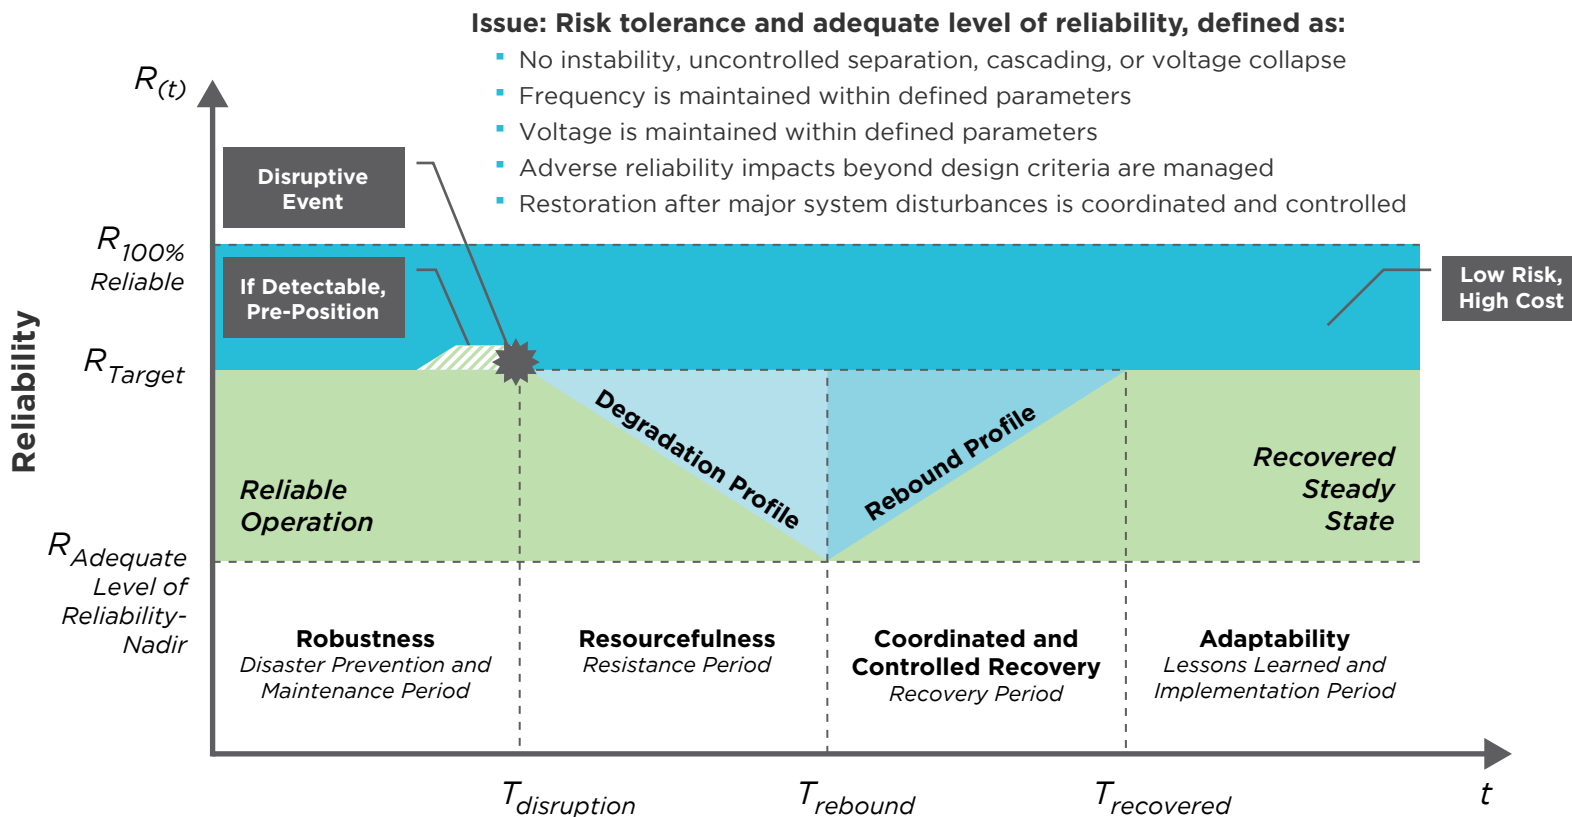 Issue: Risk tolerance and adequate level of reliability, defined as:
No instability, uncontrolled separation, cascading, or voltage collapse
Frequency is maintained within defined parameters
Voltage is maintained within defined parameters
Adverse reliability impacts beyond design criteria are managed
Restoration after major system disturbances is coordinated and controlled
R(t)
Disruptive
Event
R100%
Reliable
If Detectable,
Pre-Position
Low Risk,
High Cost
Reliability
RTarget
Degradation Profile
Rebound Profile
Reliable
Operation
Recovered
Steady
State
RAdequate
Level of
Reliability-
Nadir
Robustness
Disaster Prevention and
Maintenance Period
Resourcefulness
Resistance Period
Coordinated and
Controlled Recovery
Recovery Period
Adaptability
Lessons Learned and
Implementation Period
Tdisruption
Trebound
Trecovered
t